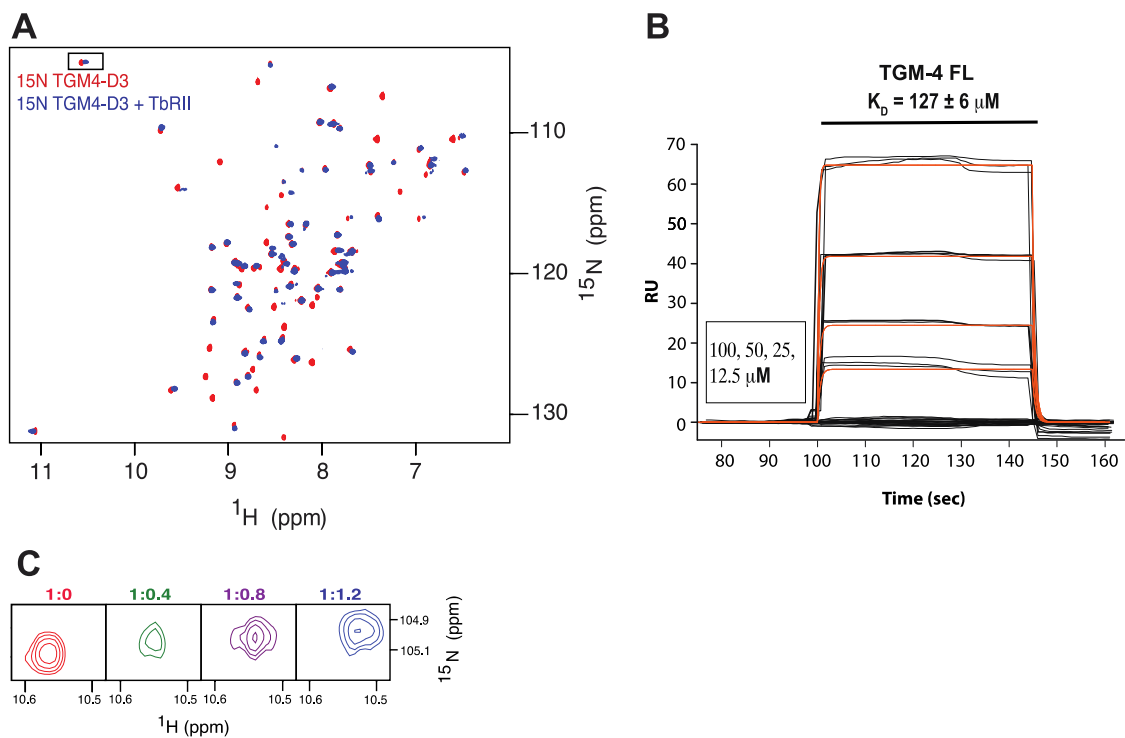 A
15N TGM4-D3
15N TGM4-D3 + TbRII
110
120
130
15N (ppm)
11 10 9 8 7
1H (ppm)
B
TGM-4 FL
KD = 127 ± 6 μM
70
60
50
40
30
20
10
0
RU
100, 50, 25,
12.5 μM
80 90 100 110 120 130 140 150 160
Time (sec)
C
1:0 1:0.4 1:0.8 1:1.2
104.9
105.1
15N (ppm)
10.6 10.5 10.6 10.5 10.6 10.5 10.6 10.5
1H (ppm)